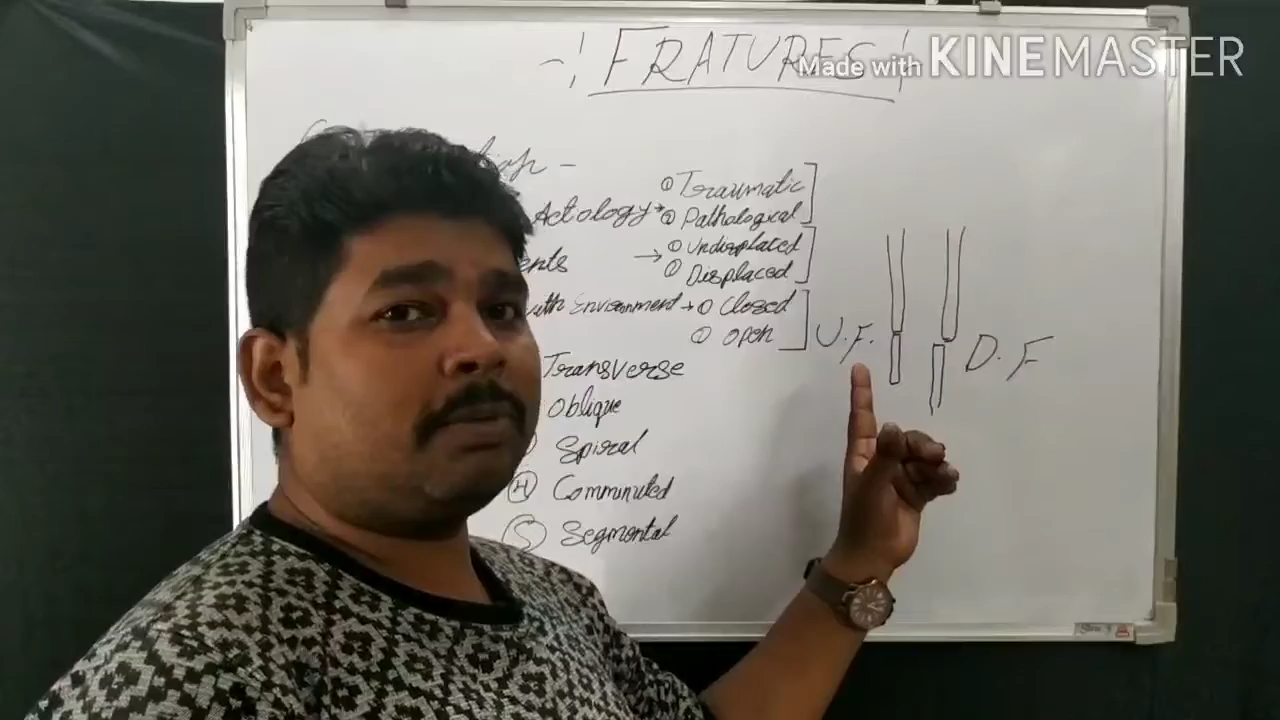 -: FRATURES :
Made with KINEMASTER
Actology → ① Traumatic
② Pathological
ents → ① Undisplaced
② Displaced
with Environment → ① Closed
② Open
U.F. D.F
Transverse
Oblique
Spiral
④ Comminuted
⑤ Segmental